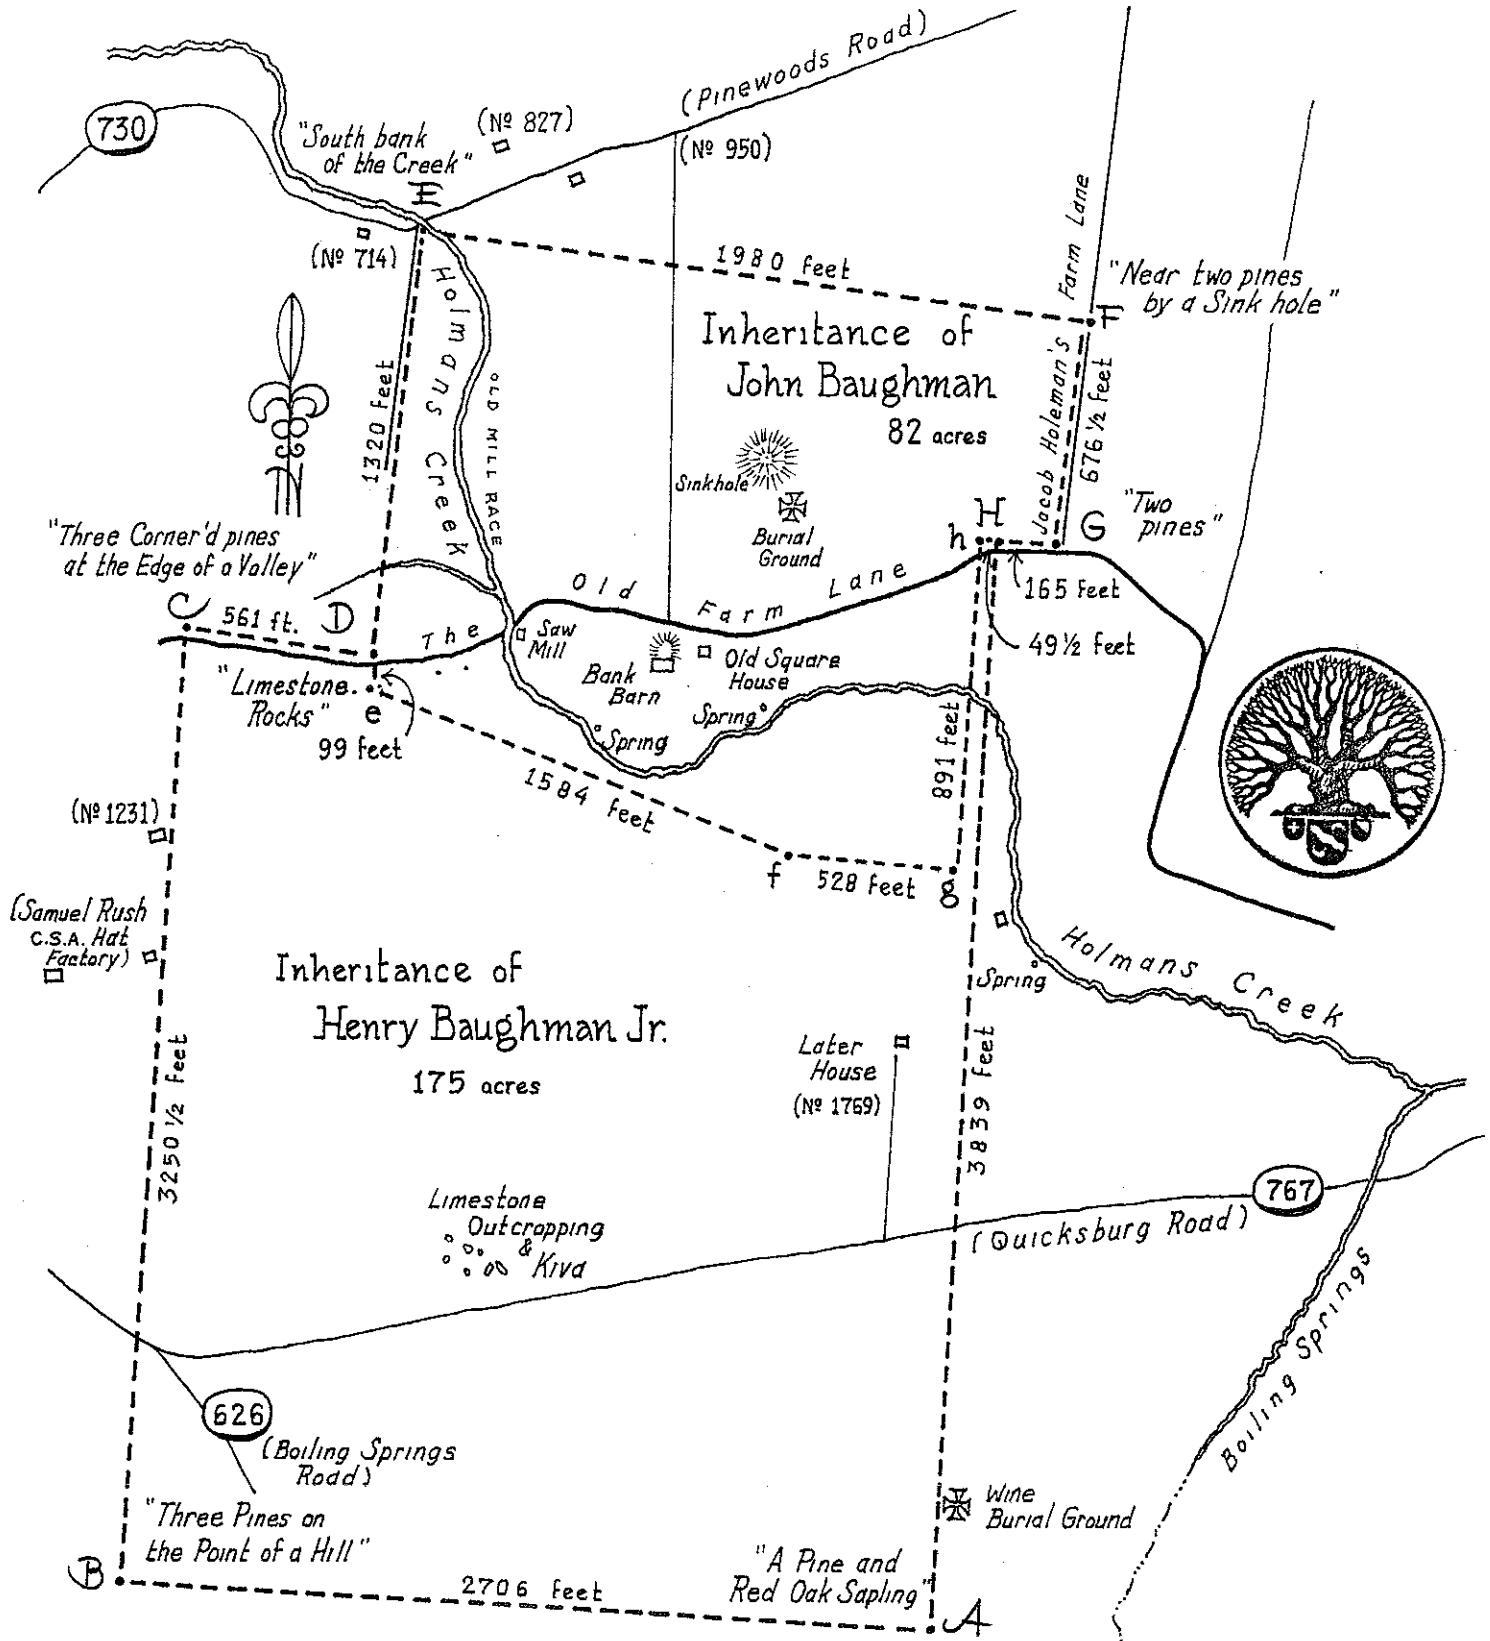 (Pinewoods Road)
730
"South bank
of the Creek"
(Nº 827)
(Nº 950)
E
(Nº 714)
1980 feet
Farm Lane
"Near two pines
by a Sink hole"
F
Inheritance of
John Baughman
82 acres
Holmans Creek
OLD MILL RACE
1320 feet
Jacob Holeman's
676 ½ feet
Sinkhole
Burial
Ground
"Two
pines"
H
G
h
"Three Corner'd pines
at the Edge of a Valley"
C
561 ft.
D
The Old Farm Lane
165 feet
49½ feet
Saw
Mill
Bank
Barn
Old Square
House
"Limestone
Rocks"
e
99 feet
Spring
Spring
1584 feet
891 feet
(Nº 1231)
f
528 feet
g
(Samuel Rush
C.S.A. Hat
Factory)
Inheritance of
Henry Baughman Jr.
175 acres
Spring
Holmans Creek
3250 ½ feet
Later
House
(Nº 1769)
3839 feet
Limestone
Outcropping
&
Kiva
767
(Quicksburg Road)
Boiling Springs
626
(Boiling Springs
Road)
"Three Pines on
the Point of a Hill"
Wine
Burial Ground
"A Pine and
Red Oak Sapling"
B
2706 feet
A